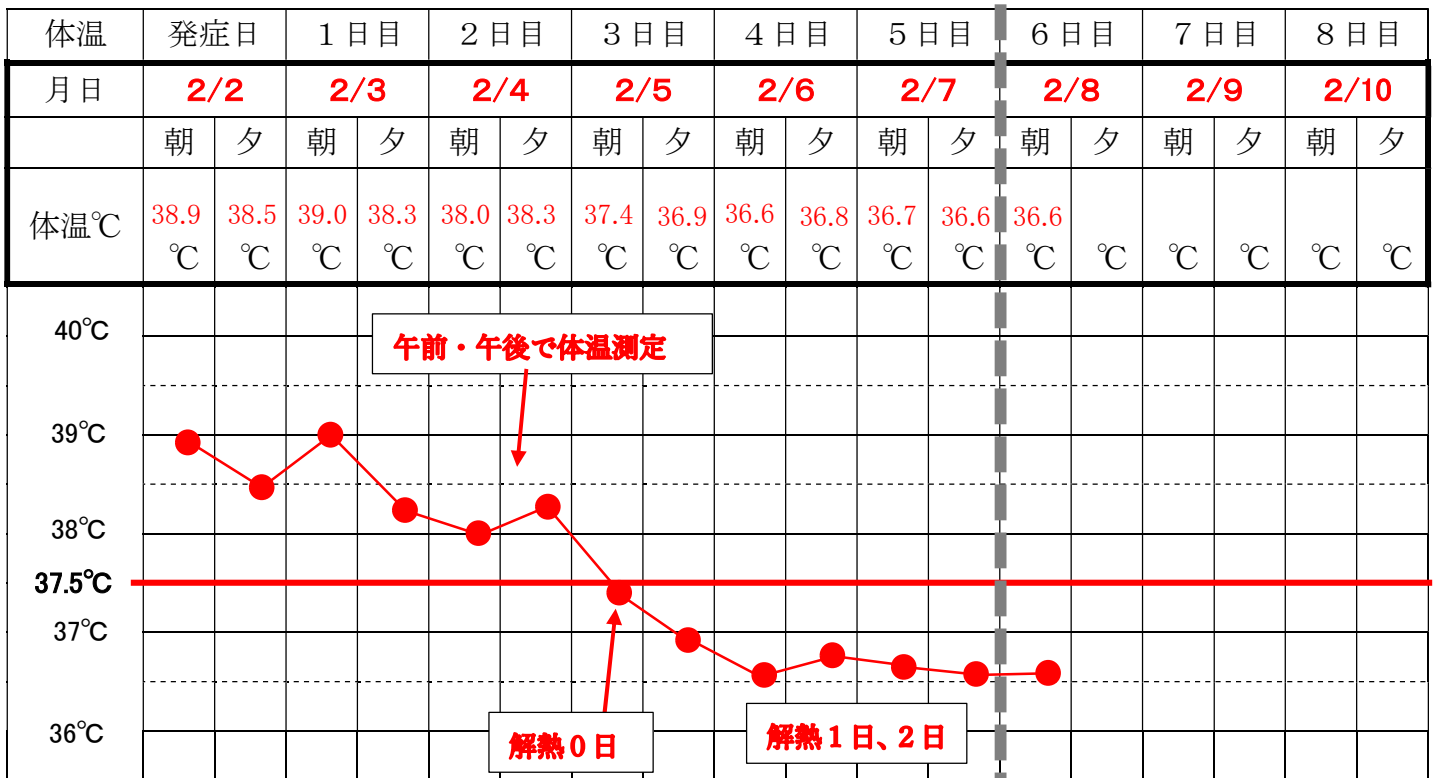 体温 発症日 1日目 2日目 3日目 4日目 5日目 6日目 7日目 8日目
月日 2/2 2/3 2/4 2/5 2/6 2/7 2/8 2/9 2/10
朝 夕 朝 夕 朝 夕 朝 夕 朝 夕 朝 夕 朝 夕 朝 夕 朝 夕
体温℃ 38.9 38.5 39.0 38.3 38.0 38.3 37.4 36.9 36.6 36.8 36.7 36.6 36.6
℃ ℃ ℃ ℃ ℃ ℃ ℃ ℃ ℃ ℃ ℃ ℃ ℃ ℃ ℃ ℃ ℃ ℃
40℃
午前・午後で体温測定
39℃
38℃
37.5℃
37℃
36℃
解熱0日
解熱1日、2日